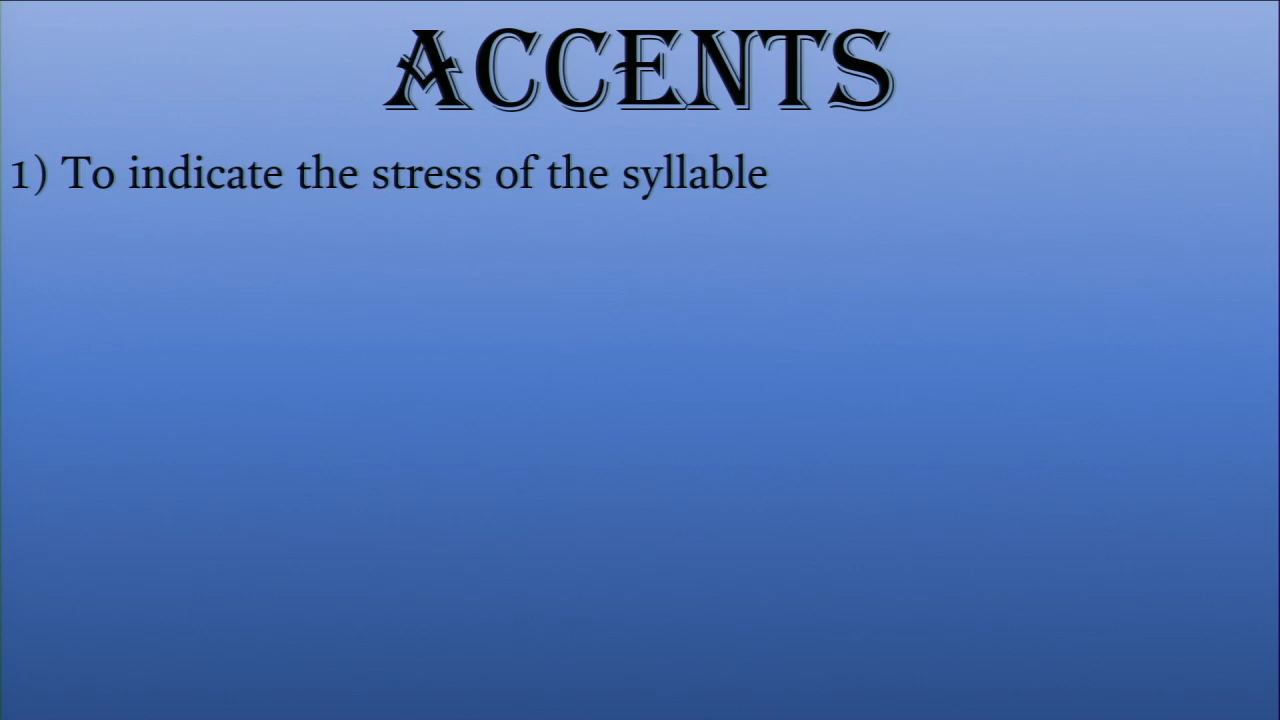 ACCENTS
1) To indicate the stress of the syllable